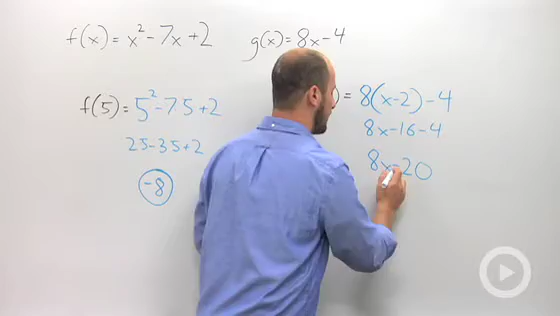 f(x) = x² - 7x + 2
g(x) = 8x - 4
f(5) = 5² - 7 5 + 2
25 - 35 + 2
-8
) = 8(x - 2) - 4
8x - 16 - 4
8x - 20